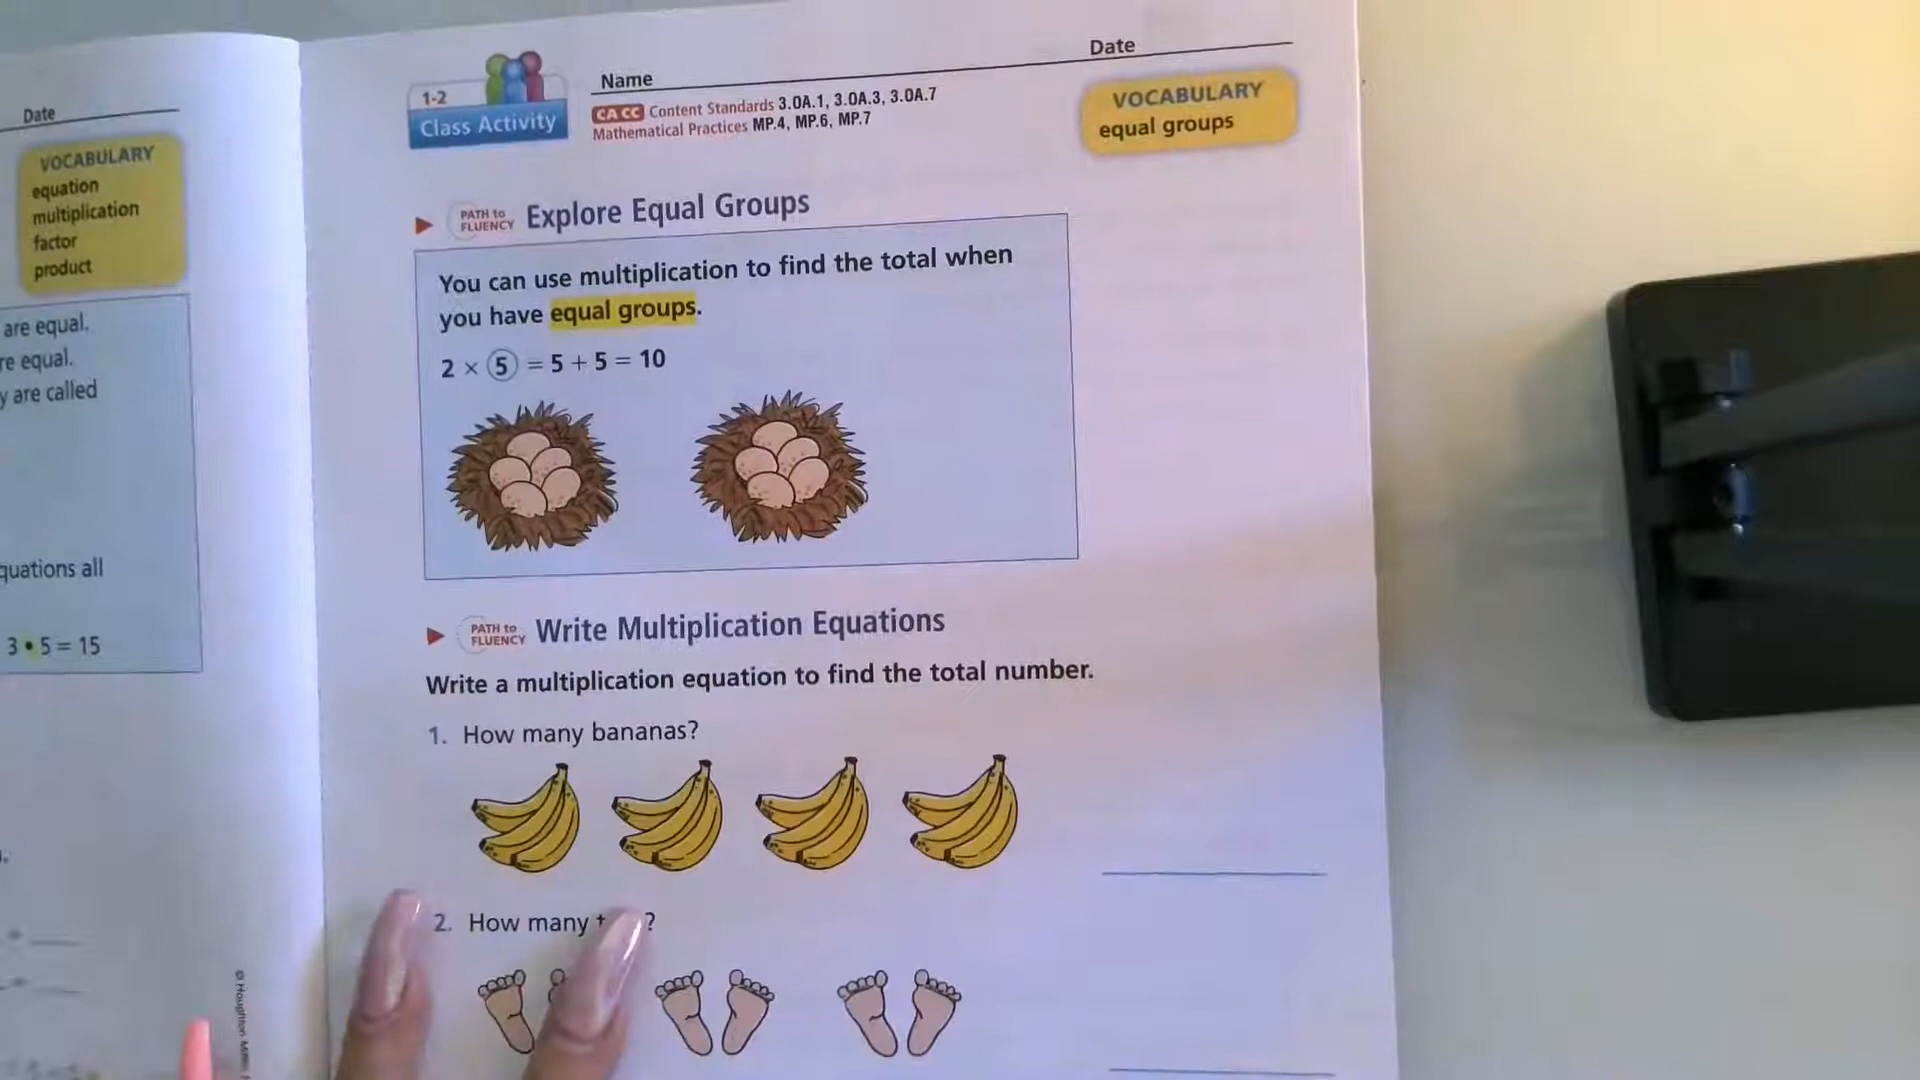 Date
VOCABULARY
equation
multiplication
factor
product
are equal.
re equal.
y are called
quations all
3 • 5 = 15
1-2
Class Activity
Name
Date
CA CC Content Standards 3.OA.1, 3.OA.3, 3.OA.7
Mathematical Practices MP.4, MP.6, MP.7
VOCABULARY
equal groups
PATH to
FLUENCY
Explore Equal Groups
You can use multiplication to find the total when
you have equal groups.
2 × 5 = 5 + 5 = 10
PATH to
FLUENCY
Write Multiplication Equations
Write a multiplication equation to find the total number.
1. How many bananas?
2. How many t ?
© Houghton